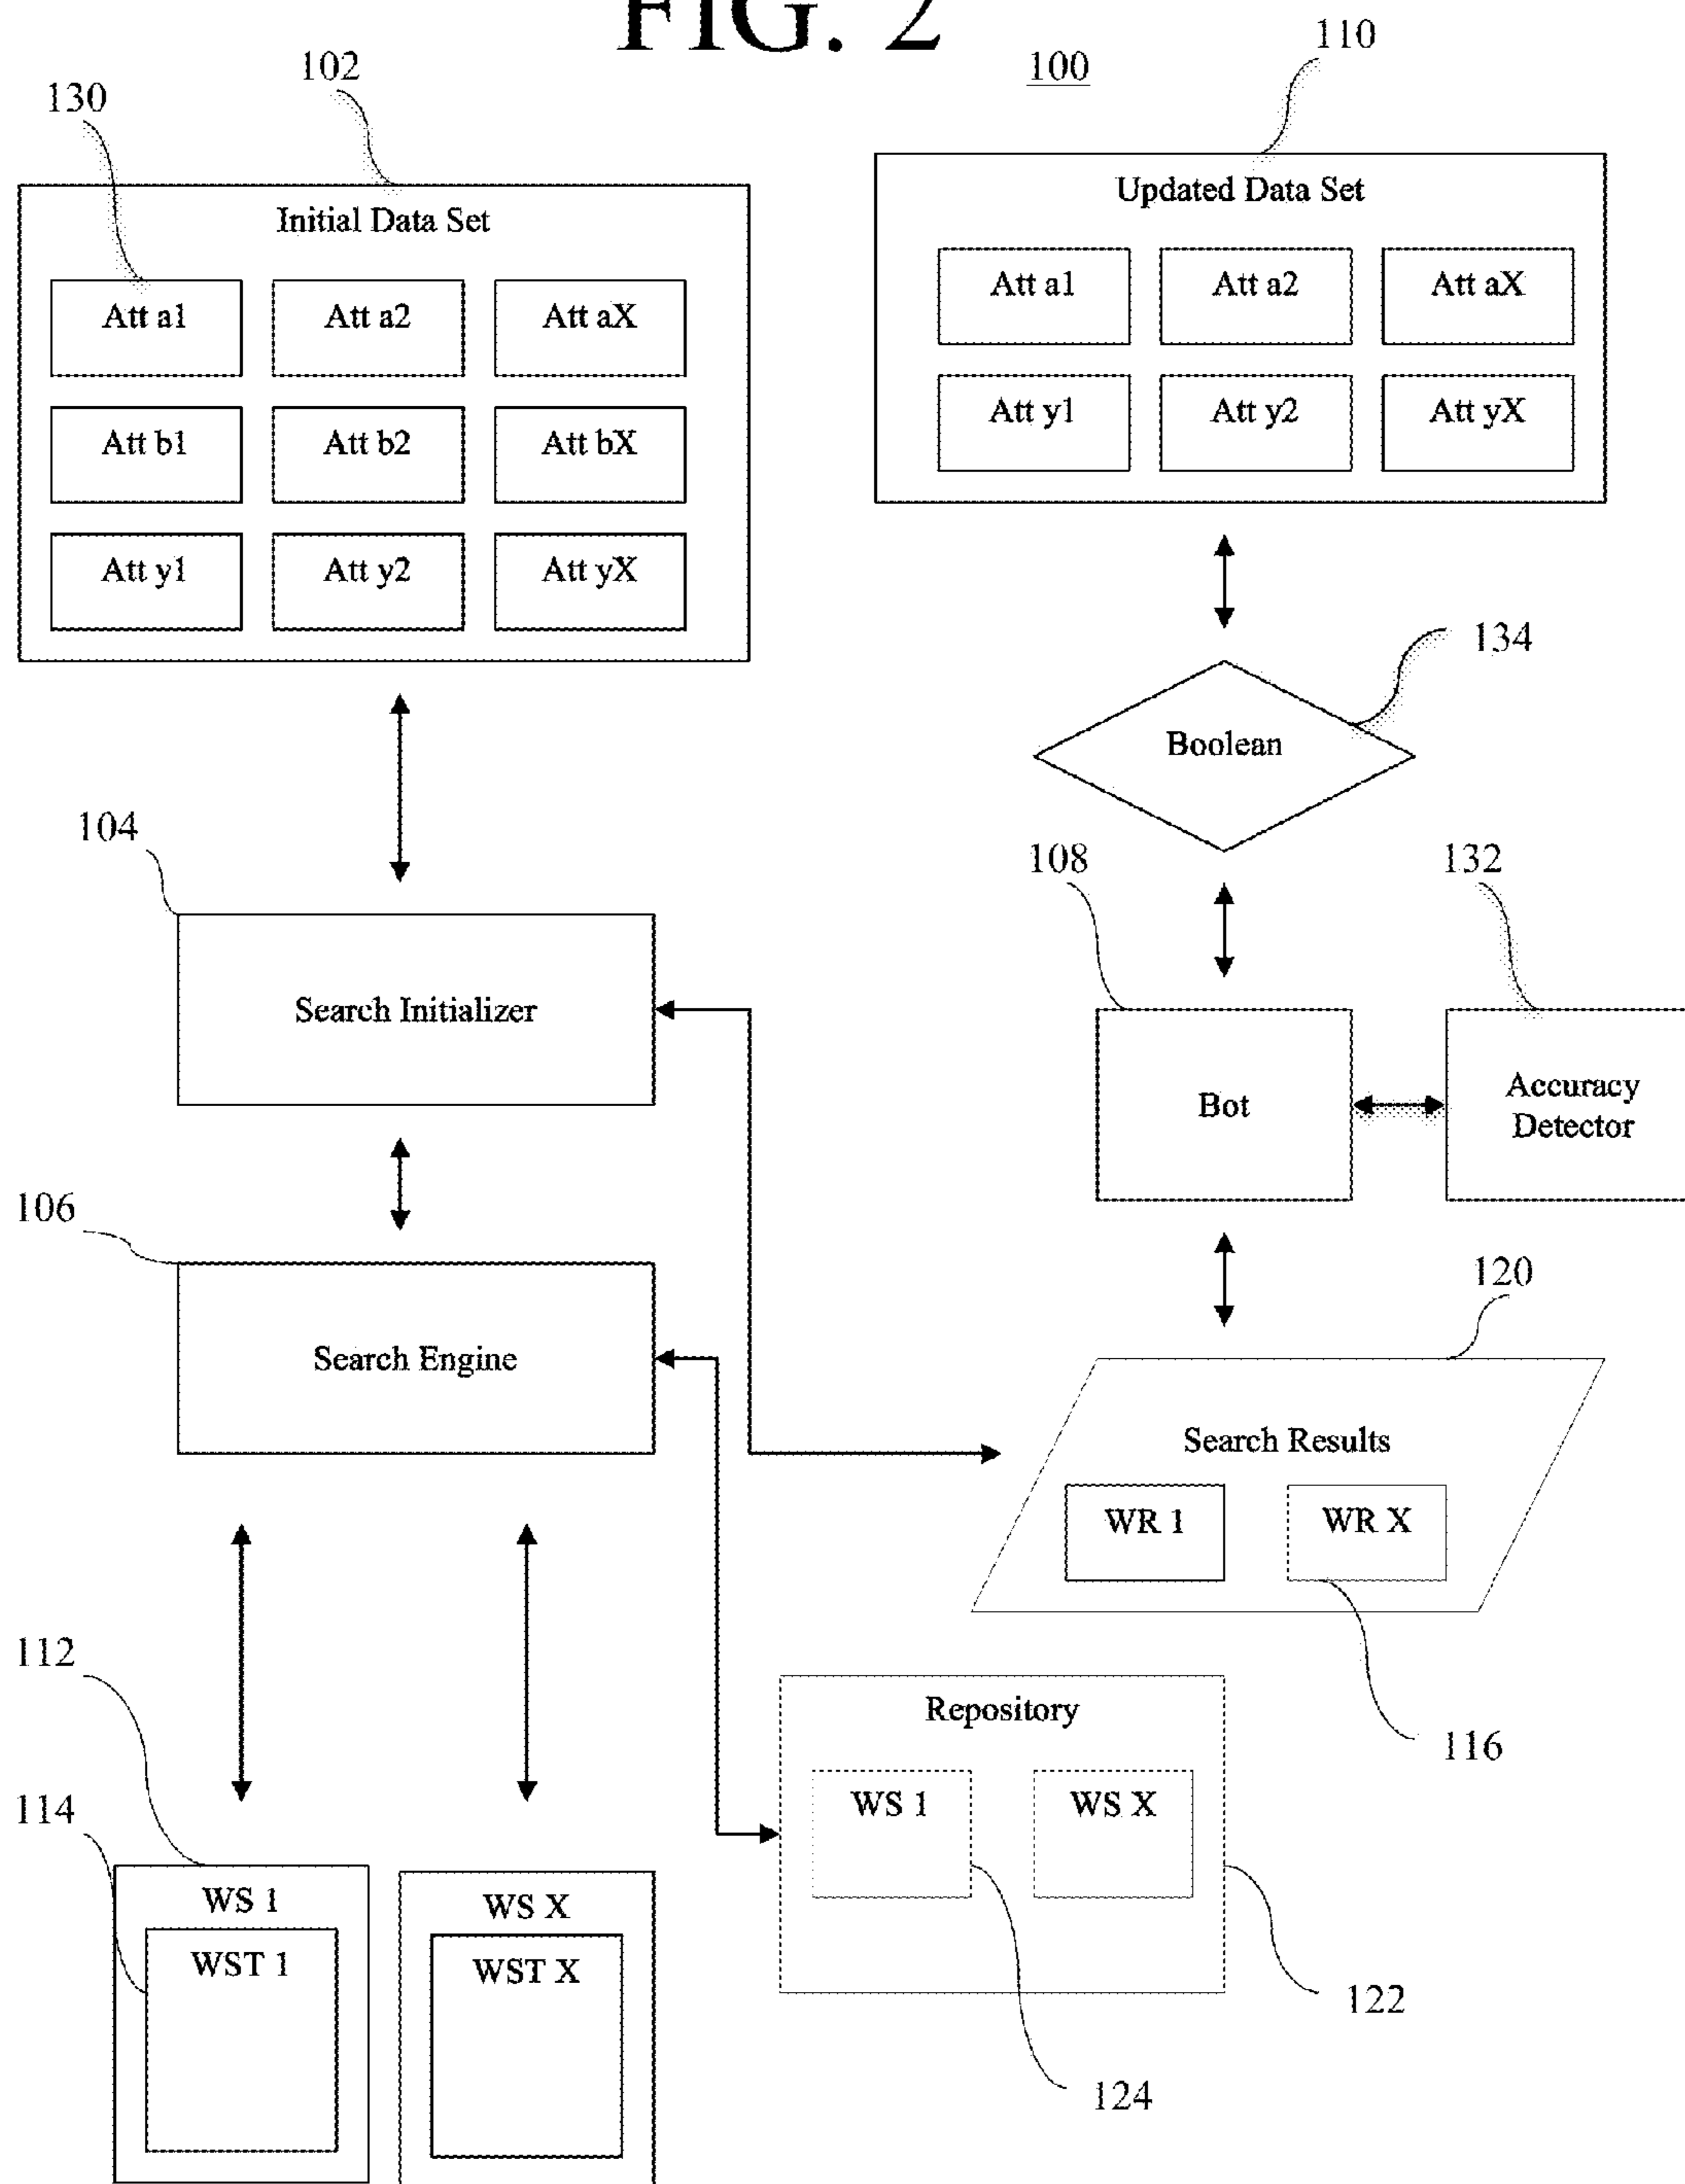 FIG. 2
102
100
110
130
Initial Data Set
Att a1 Att a2 Att aX
Att b1 Att b2 Att bX
Att y1 Att y2 Att yX
Updated Data Set
Att a1 Att a2 Att aX
Att y1 Att y2 Att yX
134
Boolean
104
108
132
Search Initializer
Bot
Accuracy
Detector
106
Search Engine
120
Search Results
WR 1 WR X
116
112
114
WS 1
WST 1
WS X
WST X
Repository
WS 1 WS X
122
124